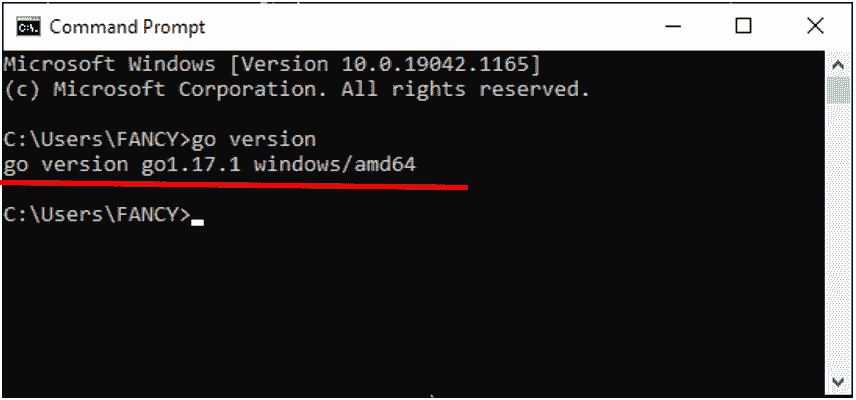 Command Prompt
Microsoft Windows [Version 10.0.19042.1165]
(c) Microsoft Corporation. All rights reserved.
C:\Users\FANCY>go version
go version go1.17.1 windows/amd64
C:\Users\FANCY>